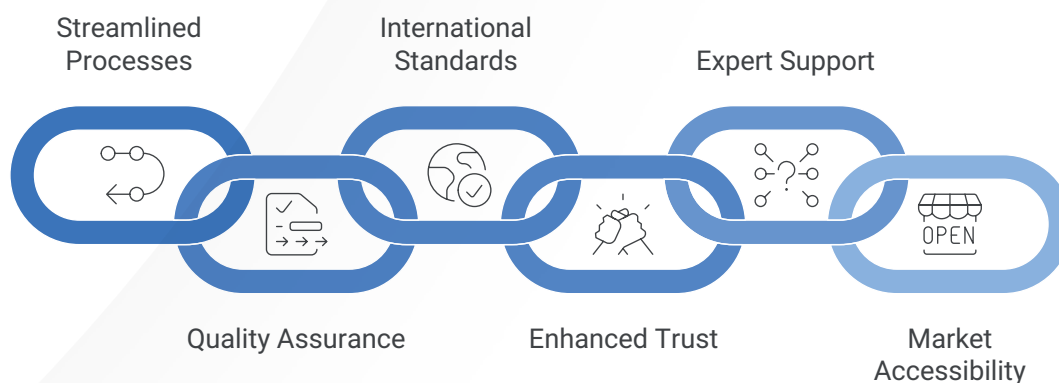 Streamlined
Processes
International
Standards
Expert Support
OPEN
Quality Assurance
Enhanced Trust
Market
Accessibility